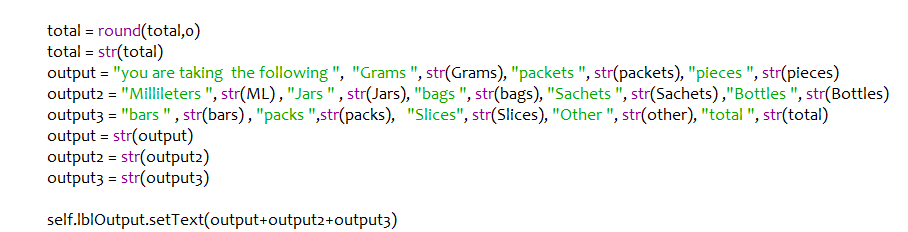 total = round(total,0)
total = str(total)
output = "you are taking  the following ",  "Grams ", str(Grams), "packets ", str(packets), "pieces ", str(pieces)
output2 = "Millileters ", str(ML) , "Jars " , str(Jars), "bags ", str(bags), "Sachets ", str(Sachets) ,"Bottles ", str(Bottles)
output3 = "bars " , str(bars) , "packs ",str(packs),   "Slices", str(Slices), "Other ", str(other), "total ", str(total)
output = str(output)
output2 = str(output2)
output3 = str(output3)
self.lblOutput.setText(output+output2+output3)